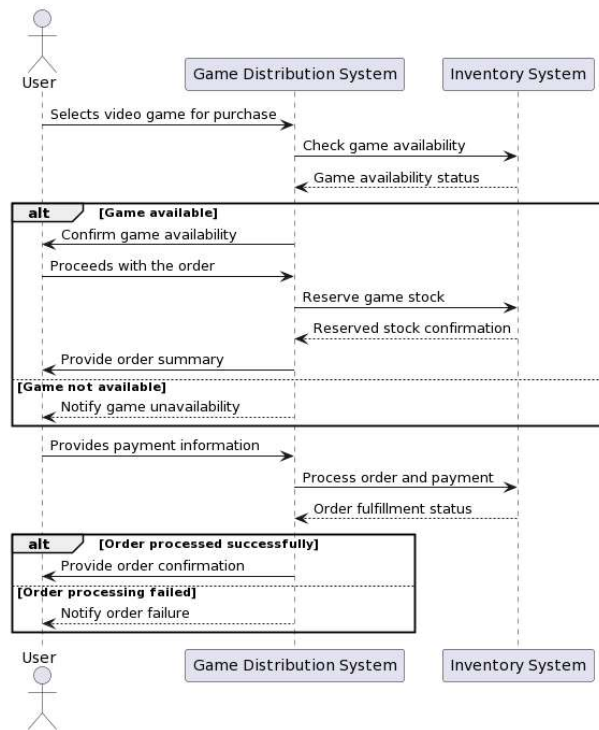 User
Game Distribution System
Inventory System
Selects video game for purchase
Check game availability
Game availability status
alt [Game available]
Confirm game availability
Proceeds with the order
Reserve game stock
Reserved stock confirmation
Provide order summary
[Game not available]
Notify game unavailability
Provides payment information
Process order and payment
Order fulfillment status
alt [Order processed successfully]
Provide order confirmation
[Order processing failed]
Notify order failure
User
Game Distribution System
Inventory System